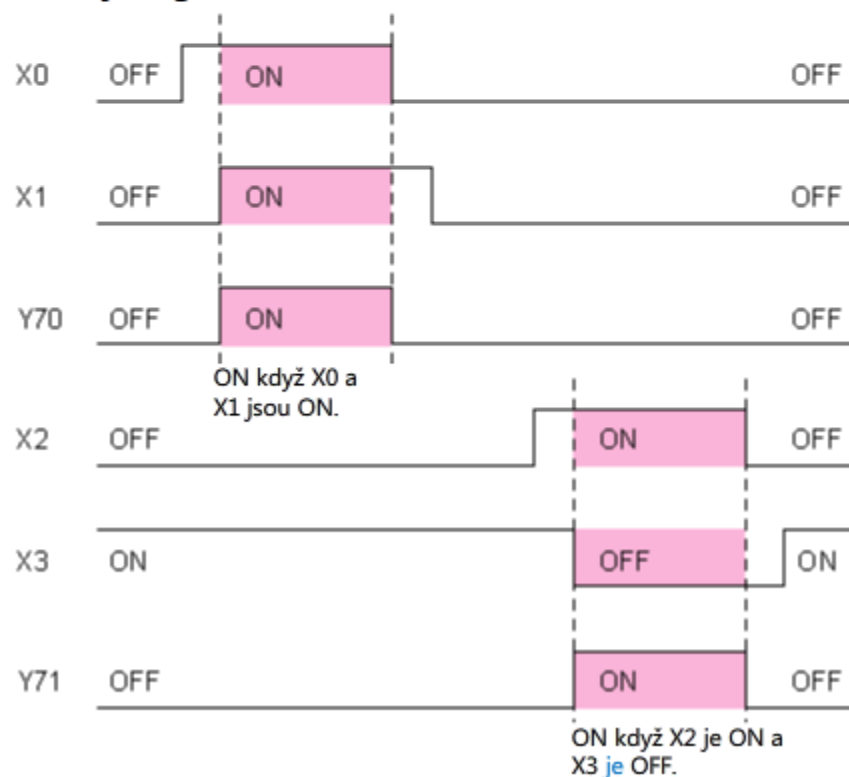 X0 OFF ON OFF
X1 OFF ON OFF
Y70 OFF ON OFF
ON když X0 a
X1 jsou ON.
X2 OFF ON OFF
X3 ON OFF ON
Y71 OFF ON OFF
ON když X2 je ON a
X3 je OFF.